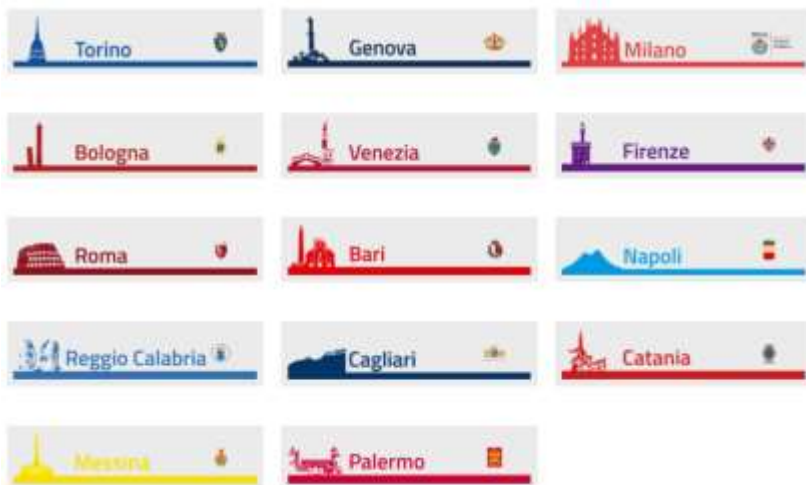 Torino
Genova
Milano
Bologna
Venezia
Firenze
Roma
Bari
Napoli
Reggio Calabria
Cagliari
Catania
Messina
Palermo